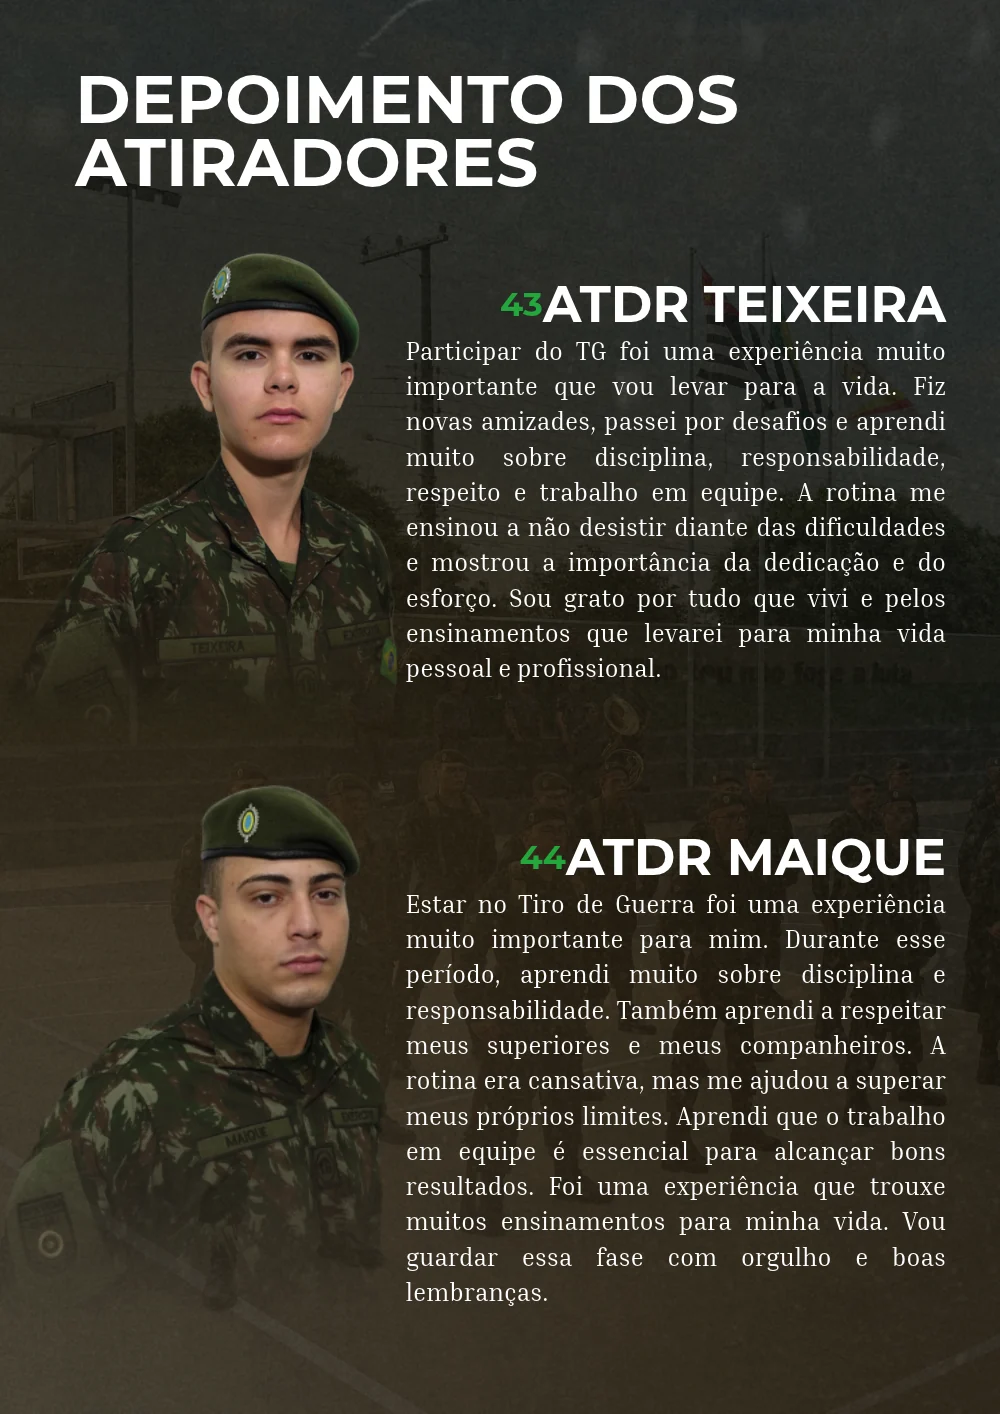 DEPOIMENTO DOS
ATIRADORES
43ATDR TEIXEIRA
Participar do TG foi uma experiência muito
importante que vou levar para a vida. Fiz
novas amizades, passei por desafios e aprendi
muito sobre disciplina, responsabilidade,
respeito e trabalho em equipe. A rotina me
ensinou a não desistir diante das dificuldades
e mostrou a importância da dedicação e do
esforço. Sou grato por tudo que vivi e pelos
ensinamentos que levarei para minha vida
pessoal e profissional.
TEIXEIRA
44ATDR MAIQUE
Estar no Tiro de Guerra foi uma experiência
muito importante para mim. Durante esse
período, aprendi muito sobre disciplina e
responsabilidade. Também aprendi a respeitar
meus superiores e meus companheiros. A
rotina era cansativa, mas me ajudou a superar
meus próprios limites. Aprendi que o trabalho
em equipe é essencial para alcançar bons
resultados. Foi uma experiência que trouxe
muitos ensinamentos para minha vida. Vou
guardar essa fase com orgulho e boas
lembranças.
MAIQUE